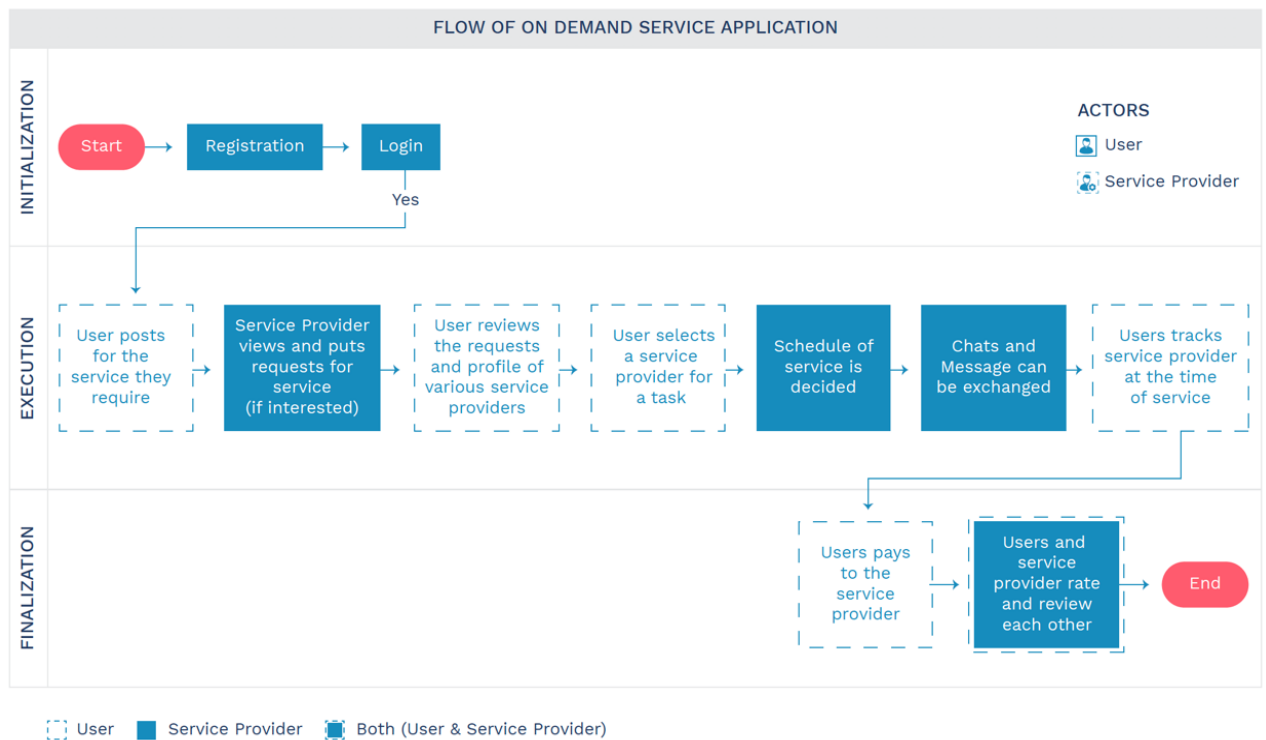 FLOW OF ON DEMAND SERVICE APPLICATION
INITIALIZATION
Start
Registration
Login
Yes
ACTORS
User
Service Provider
EXECUTION
User posts
for the
service they
require
Service Provider
views and puts
requests for
service
(if interested)
User reviews
the requests
and profile of
various service
providers
User selects
a service
provider for
a task
Schedule of
service is
decided
Chats and
Message can
be exchanged
Users tracks
service provider
at the time
of service
FINALIZATION
Users pays
to the
service
provider
Users and
service
provider rate
and review
each other
End
User
Service Provider
Both (User & Service Provider)